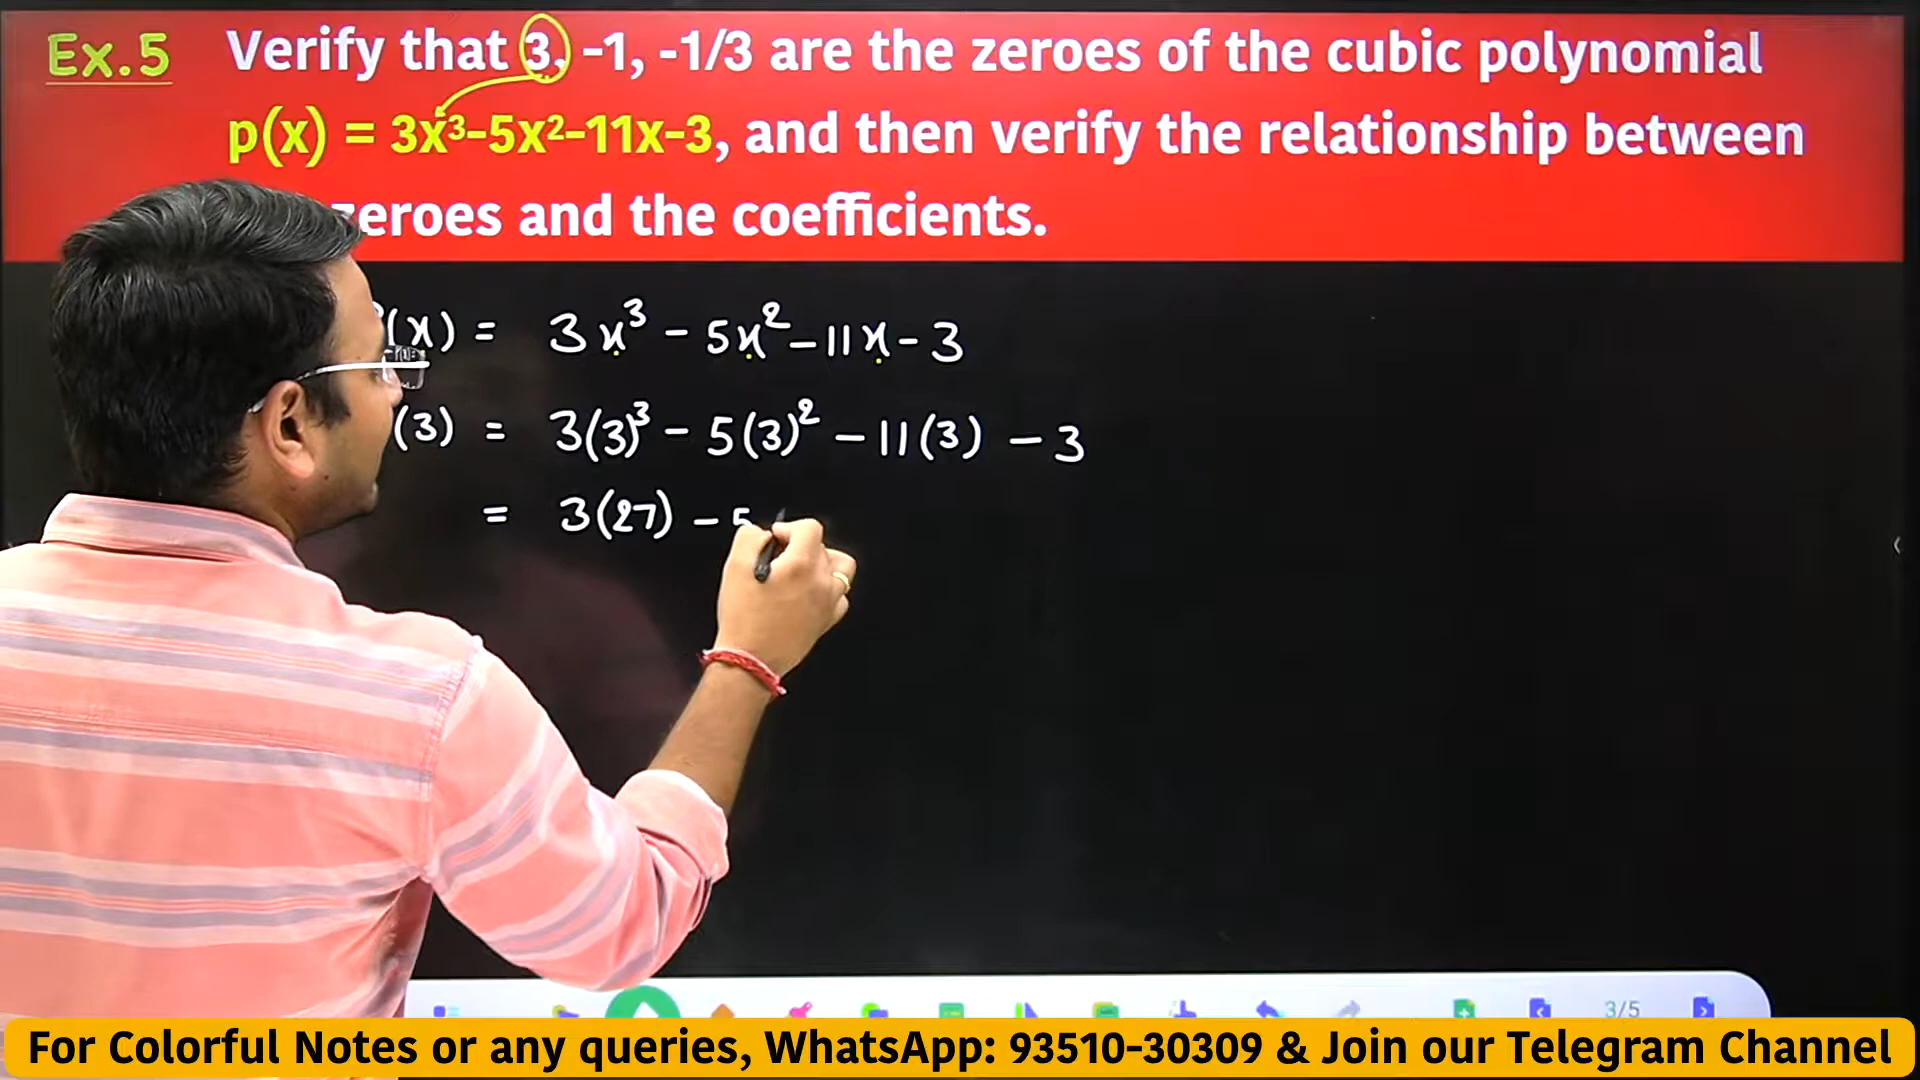 Ex.5 Verify that 3, -1, -1/3 are the zeroes of the cubic polynomial
p(x) = 3x³-5x²-11x-3, and then verify the relationship between
zeroes and the coefficients.
(x) = 3x³ - 5x² - 11x - 3
(3) = 3(3)³ - 5(3)² - 11(3) - 3
= 3(27) - 5
3/5
For Colorful Notes or any queries, WhatsApp: 93510-30309 & Join our Telegram Channel